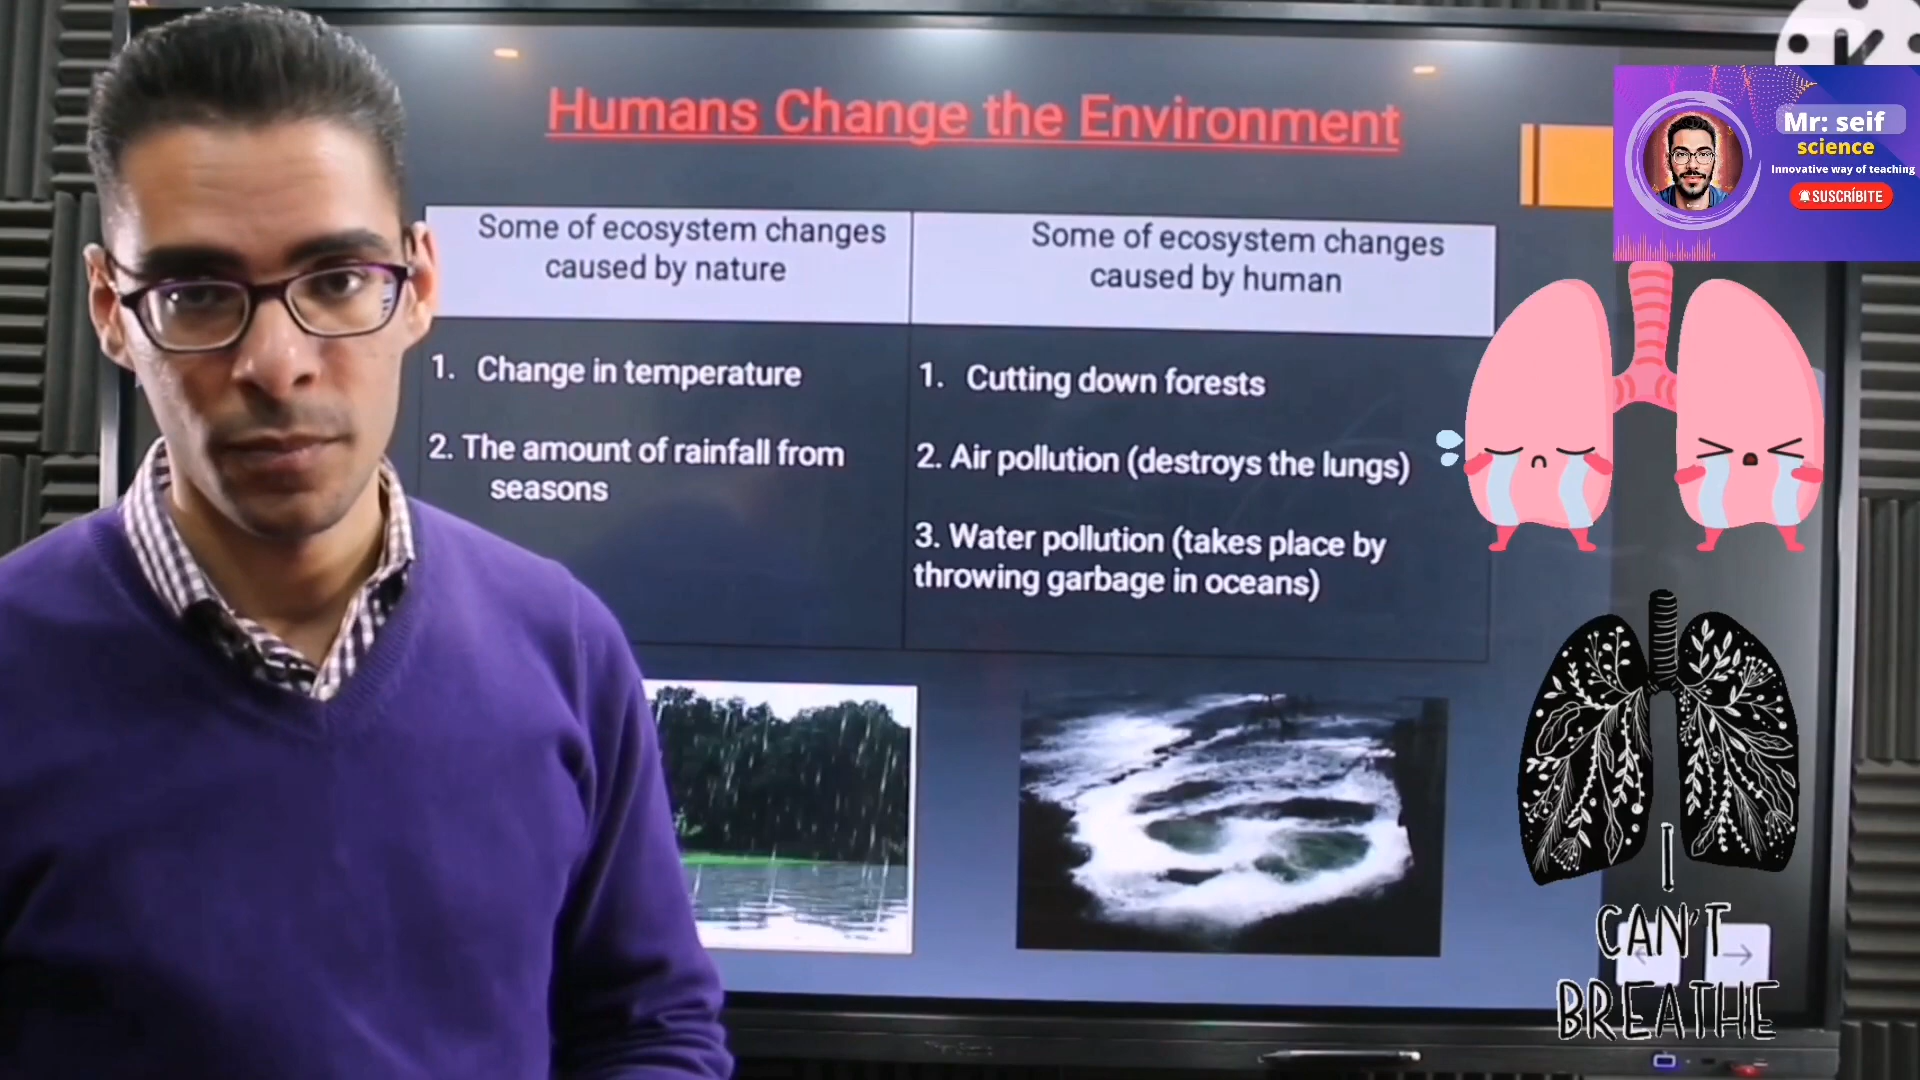 Humans Change the Environment
Mr: seif
science
Innovative way of teaching
SUSCRÍBITE
Some of ecosystem changes
caused by nature
Some of ecosystem changes
caused by human
1. Change in temperature
2. The amount of rainfall from
seasons
1. Cutting down forests
2. Air pollution (destroys the lungs)
3. Water pollution (takes place by
throwing garbage in oceans)
I
CAN'T
BREATHE